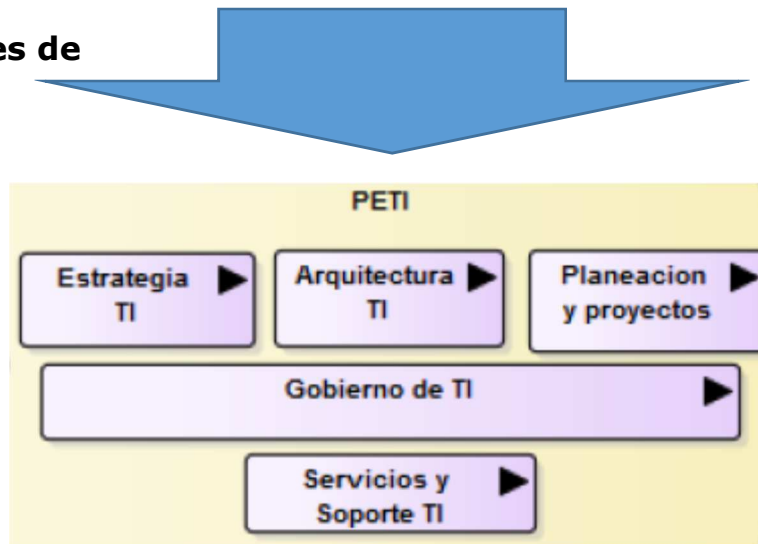 es de
PETI
Estrategia
TI
Arquitectura
TI
Planeacion
y proyectos
Gobierno de TI
Servicios y
Soporte TI